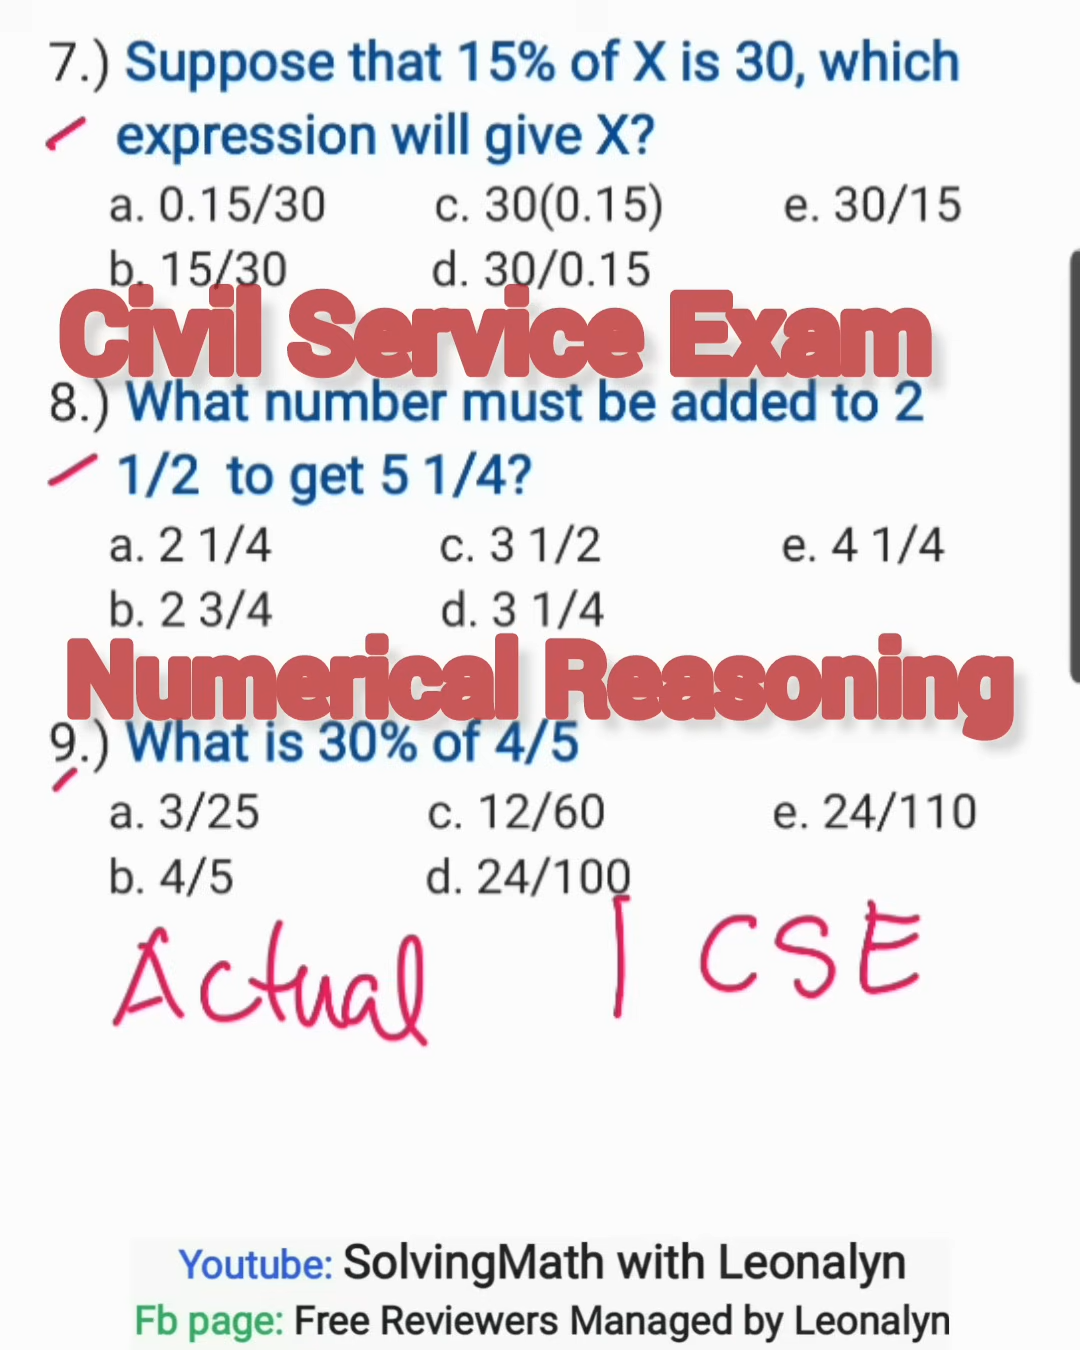 7.) Suppose that 15% of X is 30, which
expression will give X?
a. 0.15/30 c. 30(0.15) e. 30/15
b. 15/30 d. 30/0.15
Civil Service Exam
8.) What number must be added to 2
1/2 to get 5 1/4?
a. 2 1/4 c. 3 1/2 e. 4 1/4
b. 2 3/4 d. 3 1/4
Numerical Reasoning
9.) What is 30% of 4/5
a. 3/25 c. 12/60 e. 24/110
b. 4/5 d. 24/100
Actual | CSE
Youtube: SolvingMath with Leonalyn
Fb page: Free Reviewers Managed by Leonalyn